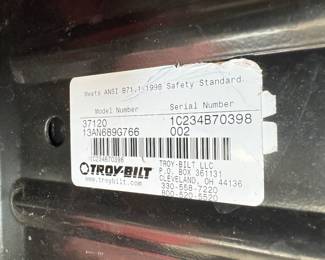 Meets ANSI B71.1-1998 Safety Standard
Model Number Serial Number
37120 1C234B70398
13AN689G766 002
1C234B70398
TROY-BILT
www.troybilt.com
TROY-BILT LLC
P.O. BOX 361131
CLEVELAND, OH 44136
330-558-7220
800-520-5520